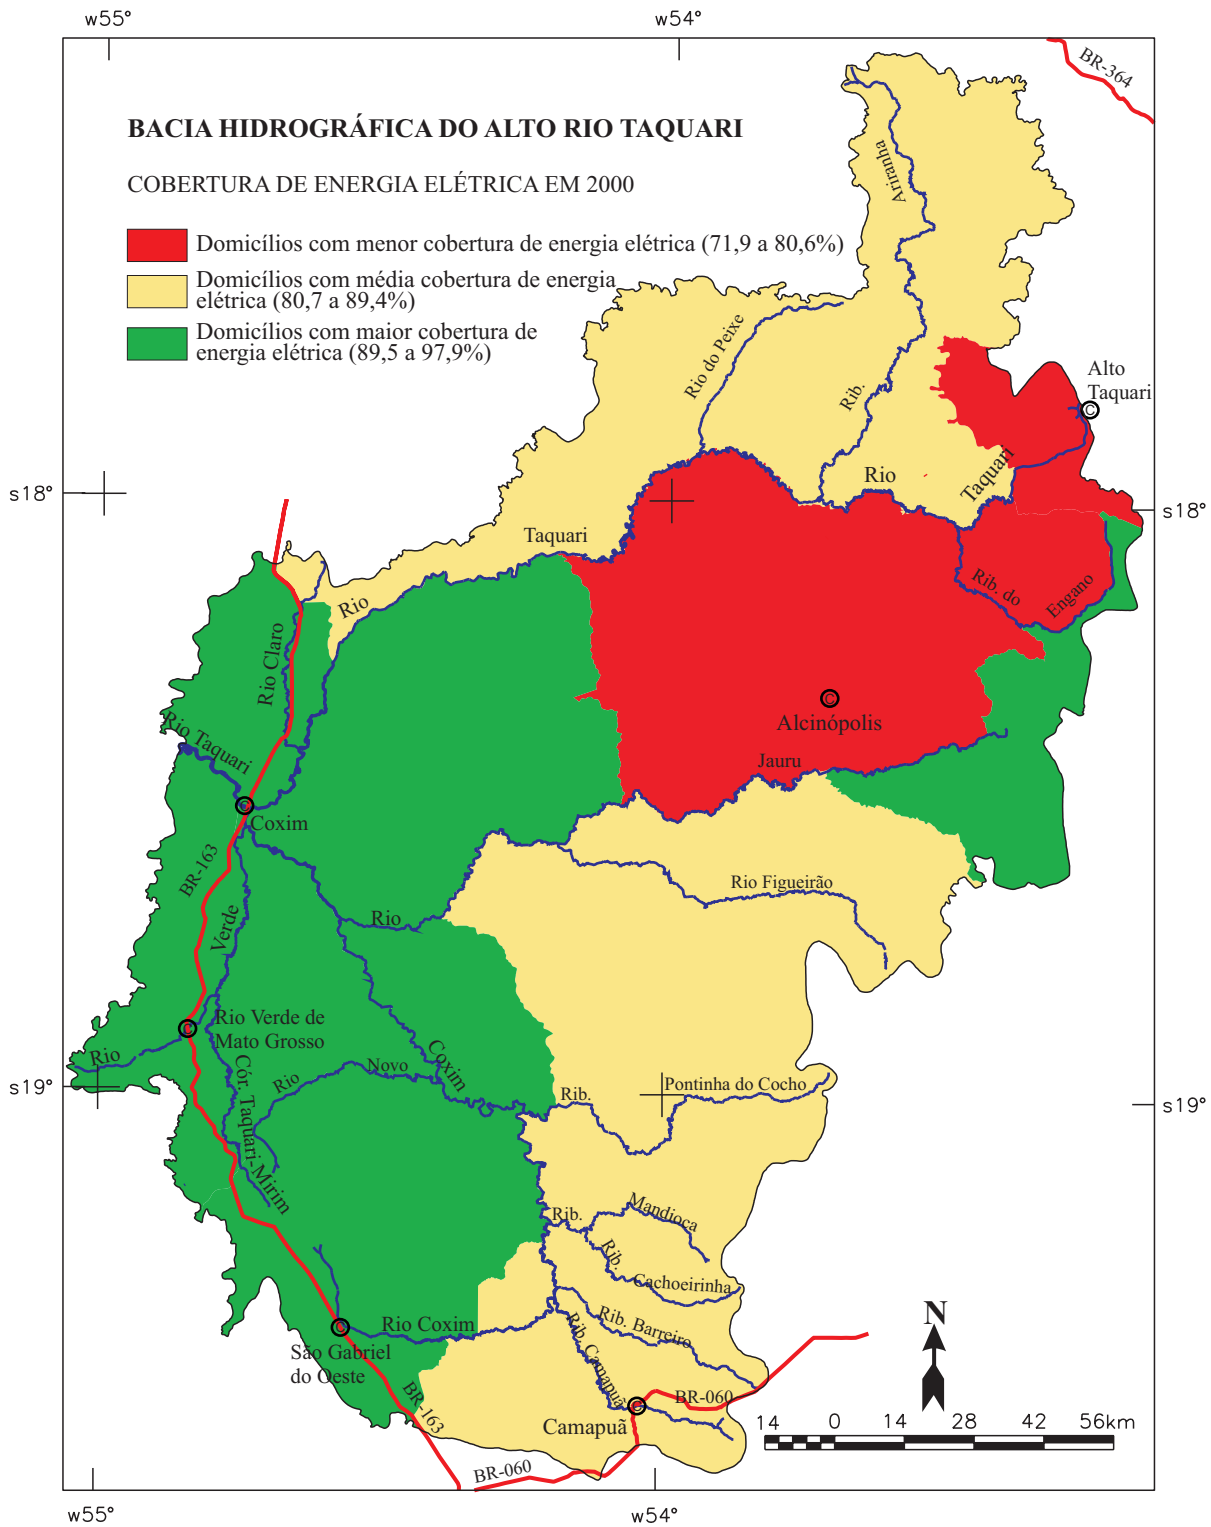 w55°
w54°
BR-364
BACIA HIDROGRÁFICA DO ALTO RIO TAQUARI
COBERTURA DE ENERGIA ELÉTRICA EM 2000
Domicílios com menor cobertura de energia elétrica (71,9 a 80,6%)
Domicílios com média cobertura de energia
elétrica (80,7 a 89,4%)
Domicílios com maior cobertura de
energia elétrica (89,5 a 97,9%)
Ariranha
Rio do Peixe
Rib.
Alto
Taquari
C
Rio
Taquari
s18°
s18°
Taquari
Rio
Rib. do
Engano
Rio Claro
C
Alcinópolis
Rio Taquari
Jauru
C
Coxim
BR-163
Rio Figueirão
Verde
Rio
C
Rio Verde de
Mato Grosso
Rio
Cór. Taquari-Mirim
Rio
Novo
Coxim
s19°
Rib.
Pontinha do Cocho
s19°
Rib.
Mandioca
Rib.
Cachoeirinha
Rib. Barreiro
Rib. Camapuã
Rio Coxim
C
São Gabriel
do Oeste
BR-163
BR-060
C
Camapuã
BR-060
N
14 0 14 28 42 56km
w55°
w54°